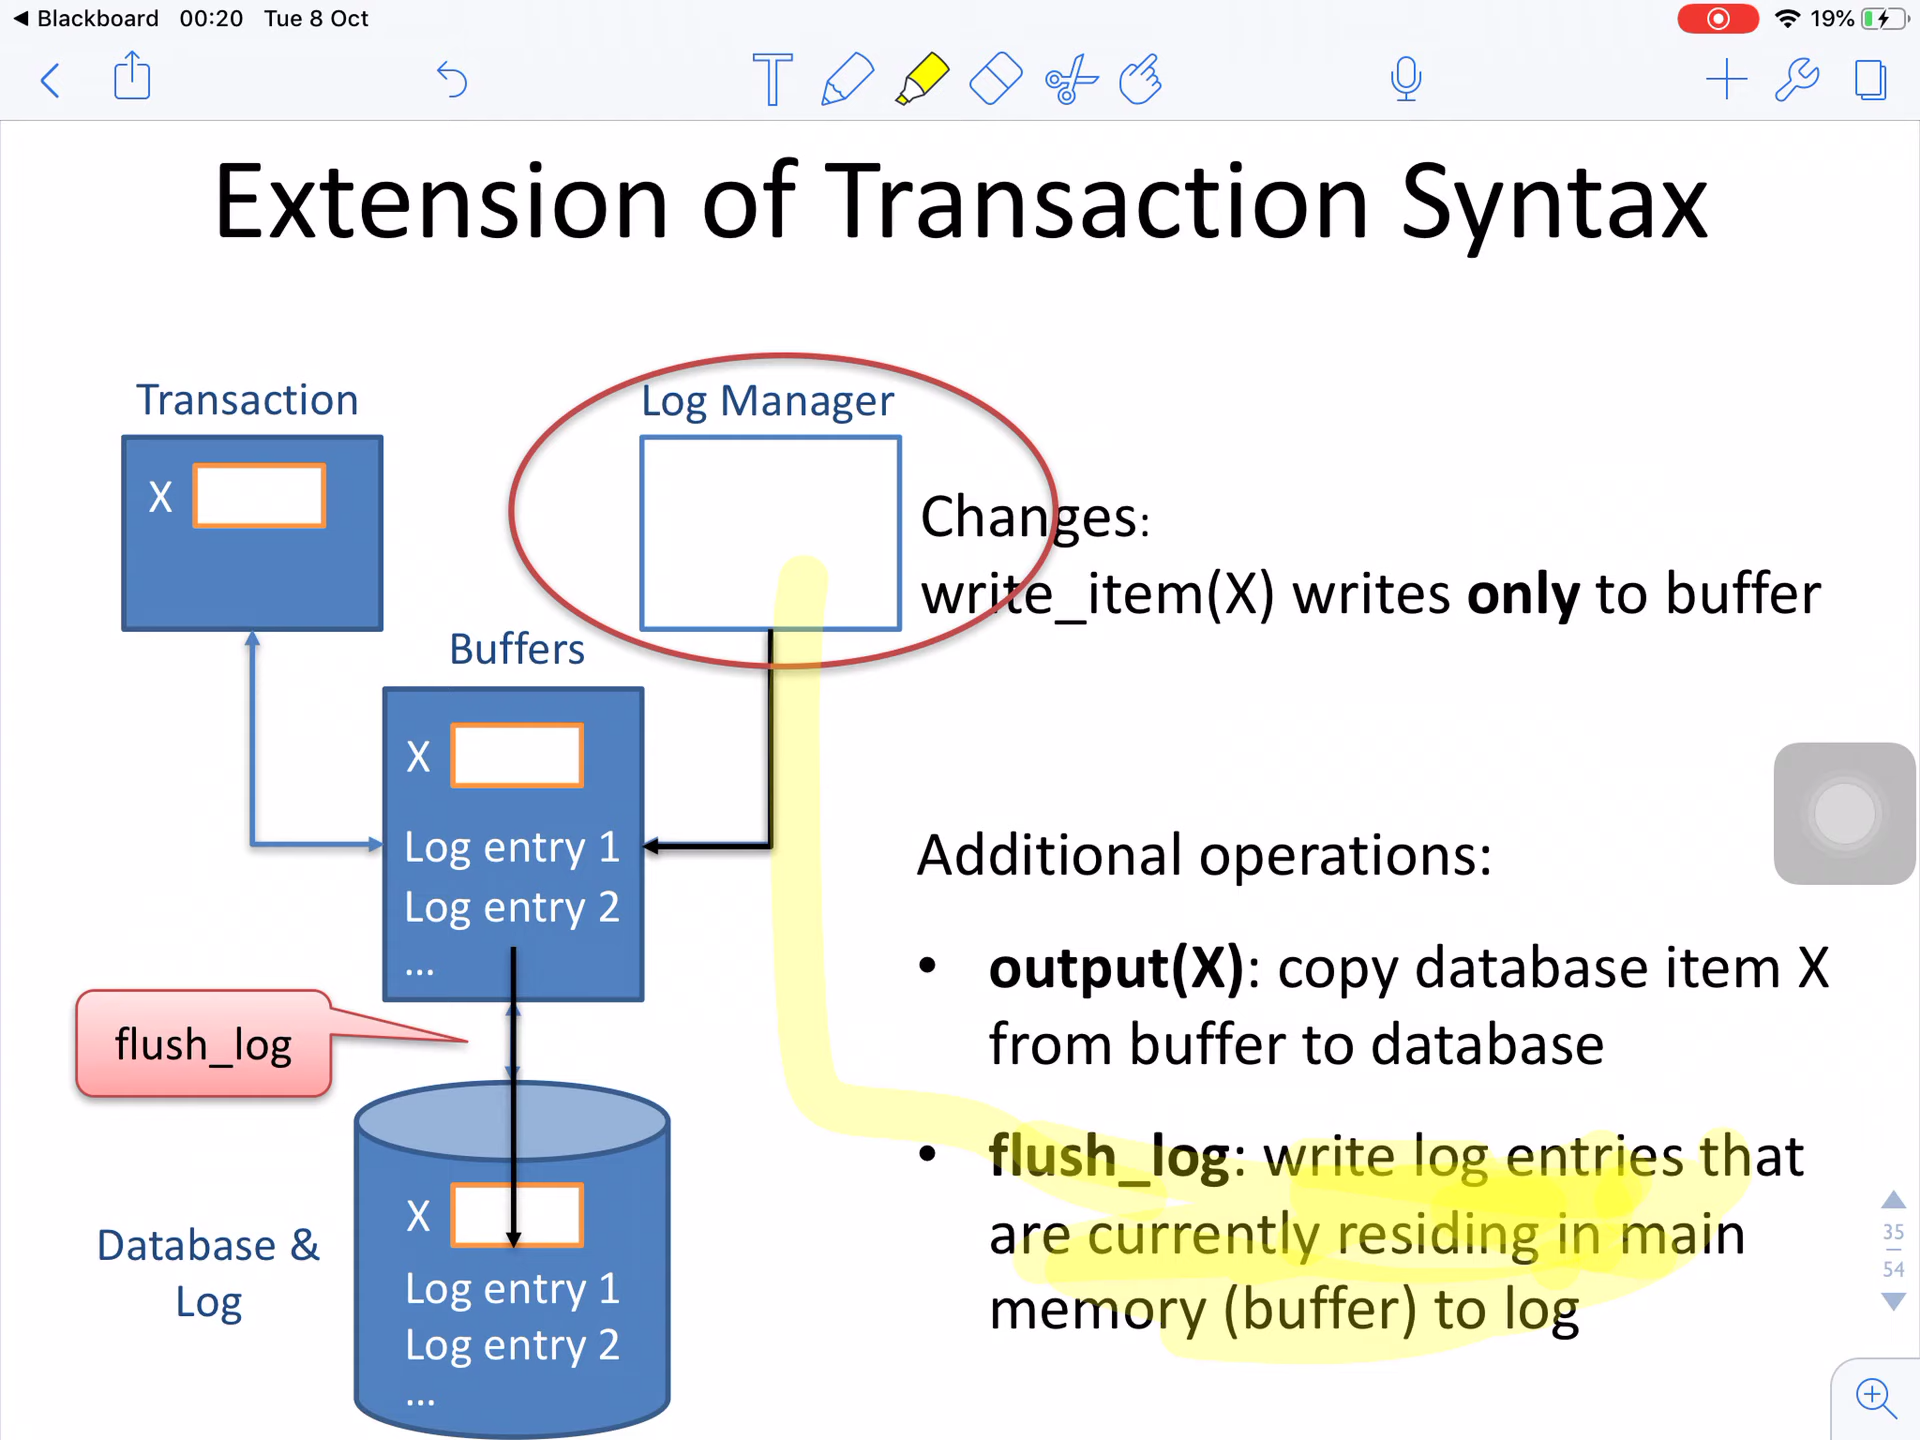 Blackboard 00:20 Tue 8 Oct 19%
T
Extension of Transaction Syntax
Transaction
X
Log Manager
Changes:
write_item(X) writes only to buffer
Buffers
X
Log entry 1
Log entry 2
...
Additional operations:
• output(X): copy database item X
from buffer to database
• flush_log: write log entries that
are currently residing in main
memory (buffer) to log
flush_log
Database &
Log
X
Log entry 1
Log entry 2
...
35
54